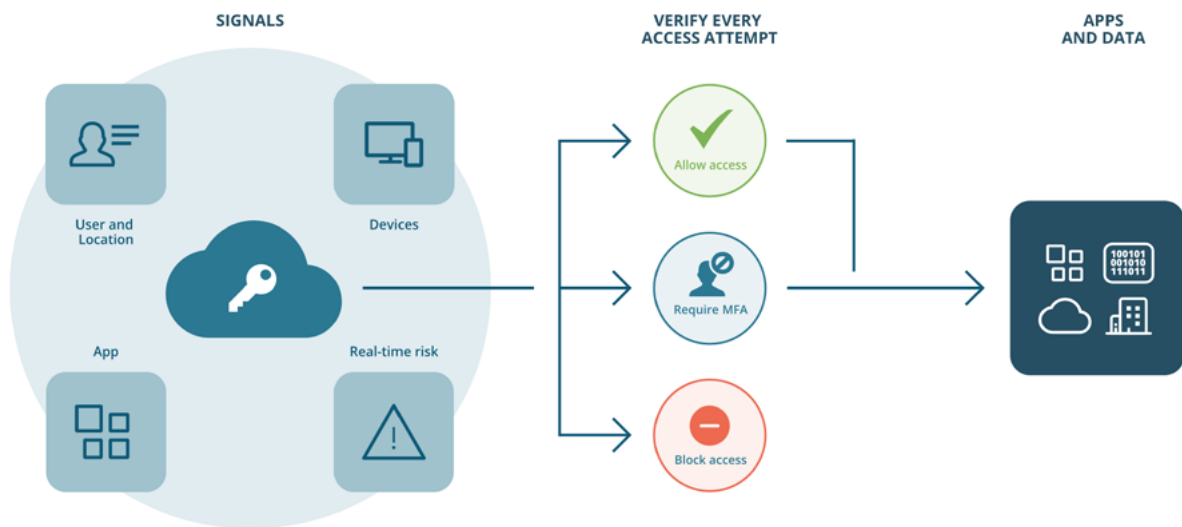 SIGNALS
VERIFY EVERY
ACCESS ATTEMPT
APPS
AND DATA
User and
Location
Devices
App
Real-time risk
Allow access
Require MFA
Block access
100101
001010
111011